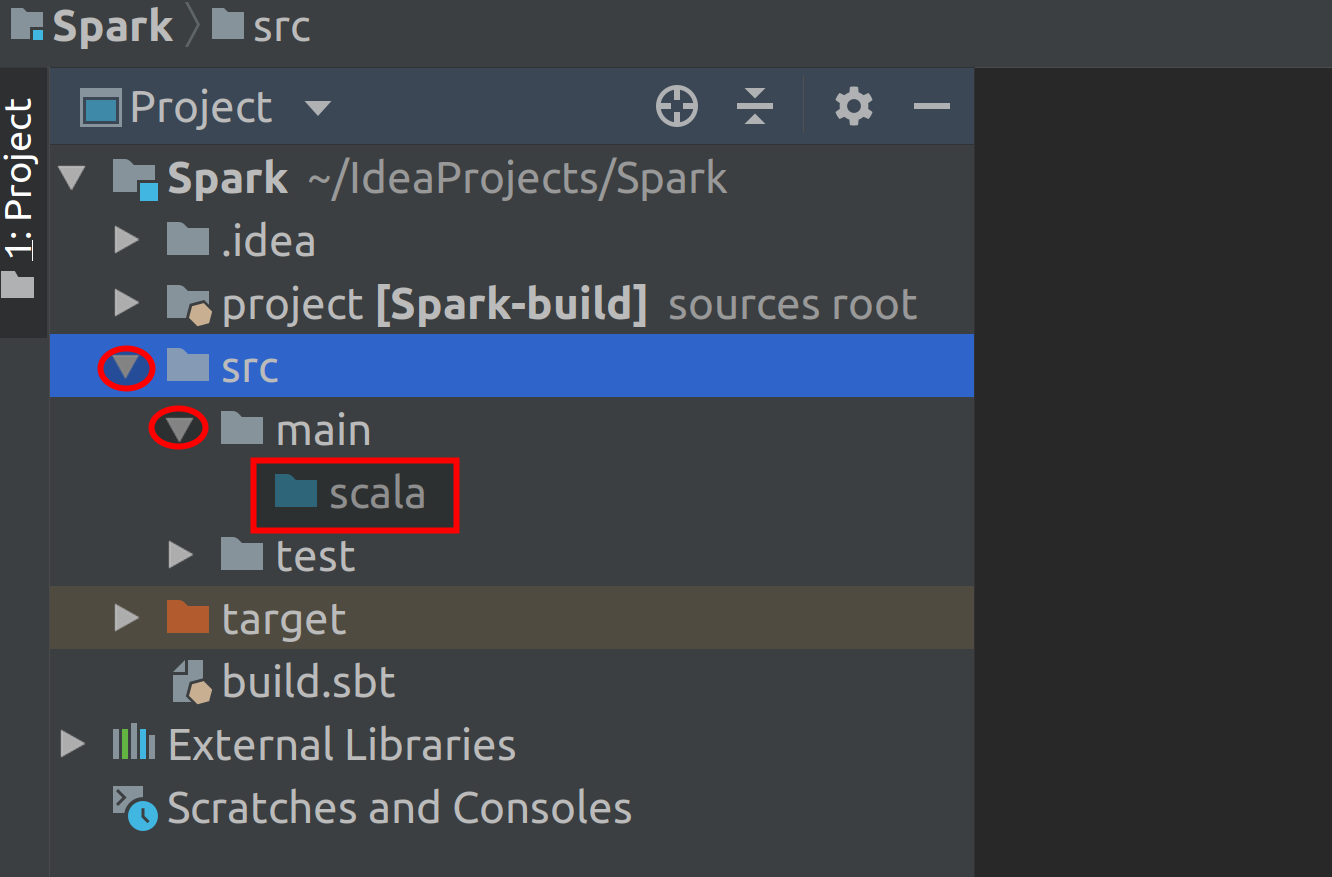 Spark src
Project
1: Project
Spark ~/IdeaProjects/Spark
.idea
project [Spark-build] sources root
src
main
scala
test
target
build.sbt
External Libraries
Scratches and Consoles